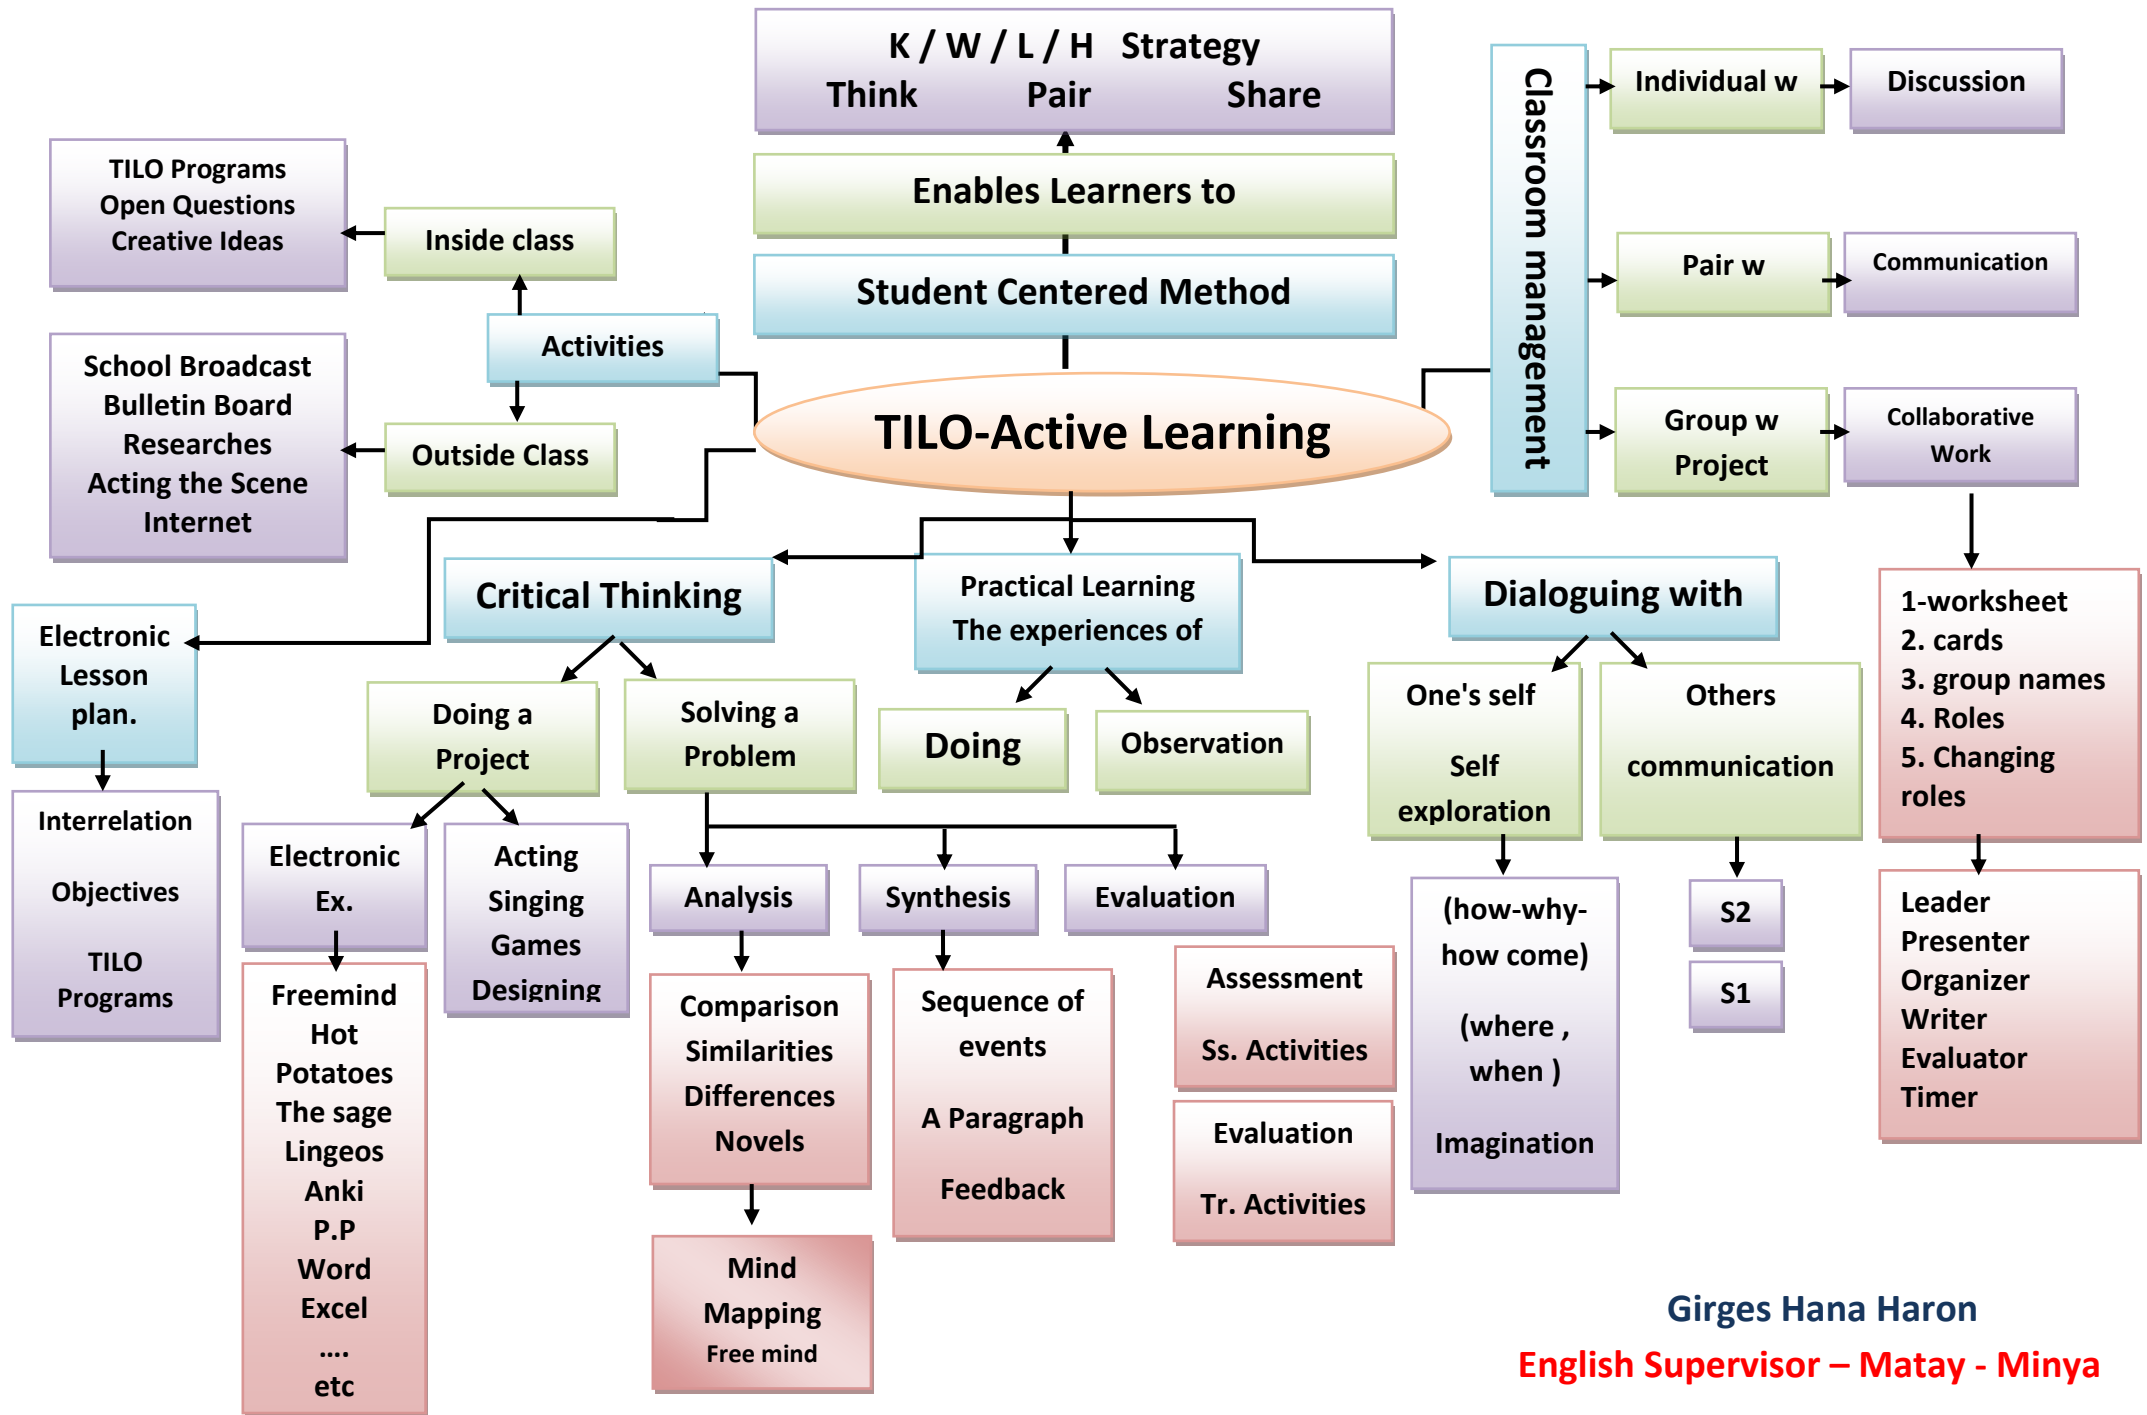 K / W / L / H Strategy
Think Pair Share
Enables Learners to
Student Centered Method
TILO-Active Learning
Activities
Inside class
TILO Programs
Open Questions
Creative Ideas
Outside Class
School Broadcast
Bulletin Board
Researches
Acting the Scene
Internet
Classroom management
Individual w
Discussion
Pair w
Communication
Group w
Project
Collaborative
Work
1-worksheet
2. cards
3. group names
4. Roles
5. Changing
roles
Leader
Presenter
Organizer
Writer
Evaluator
Timer
Electronic
Lesson
plan.
Interrelation
Objectives
TILO
Programs
Critical Thinking
Doing a
Project
Electronic
Ex.
Freemind
Hot
Potatoes
The sage
Lingeos
Anki
P.P
Word
Excel
....
etc
Acting
Singing
Games
Designing
Solving a
Problem
Analysis
Comparison
Similarities
Differences
Novels
Mind
Mapping
Free mind
Synthesis
Sequence of
events
A Paragraph
Feedback
Evaluation
Assessment
Ss. Activities
Evaluation
Tr. Activities
Practical Learning
The experiences of
Doing
Observation
Dialoguing with
One's self
Self
exploration
(how-why-
how come)
(where ,
when )
Imagination
Others
communication
S2
S1
Girges Hana Haron
English Supervisor – Matay - Minya